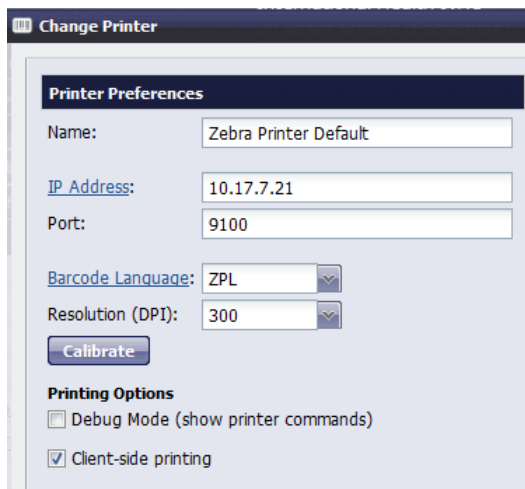 Change Printer
Printer Preferences
Name: Zebra Printer Default
IP Address: 10.17.7.21
Port: 9100
Barcode Language: ZPL
Resolution (DPI): 300
Calibrate
Printing Options
Debug Mode (show printer commands)
Client-side printing